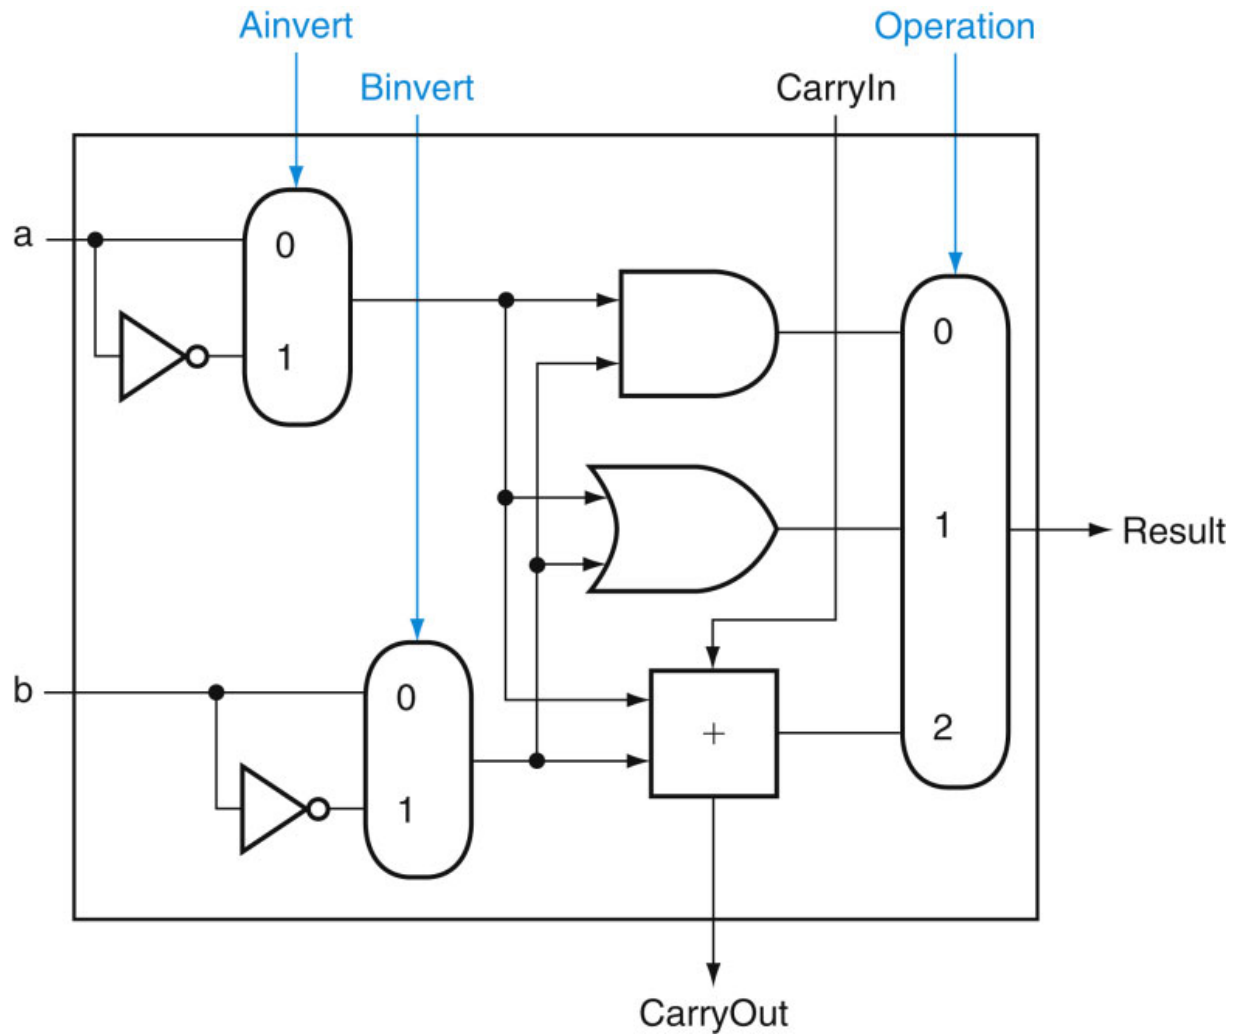 Ainvert
Operation
Binvert
CarryIn
a
0
1
0
1
Result
b
0
1
2
+
CarryOut